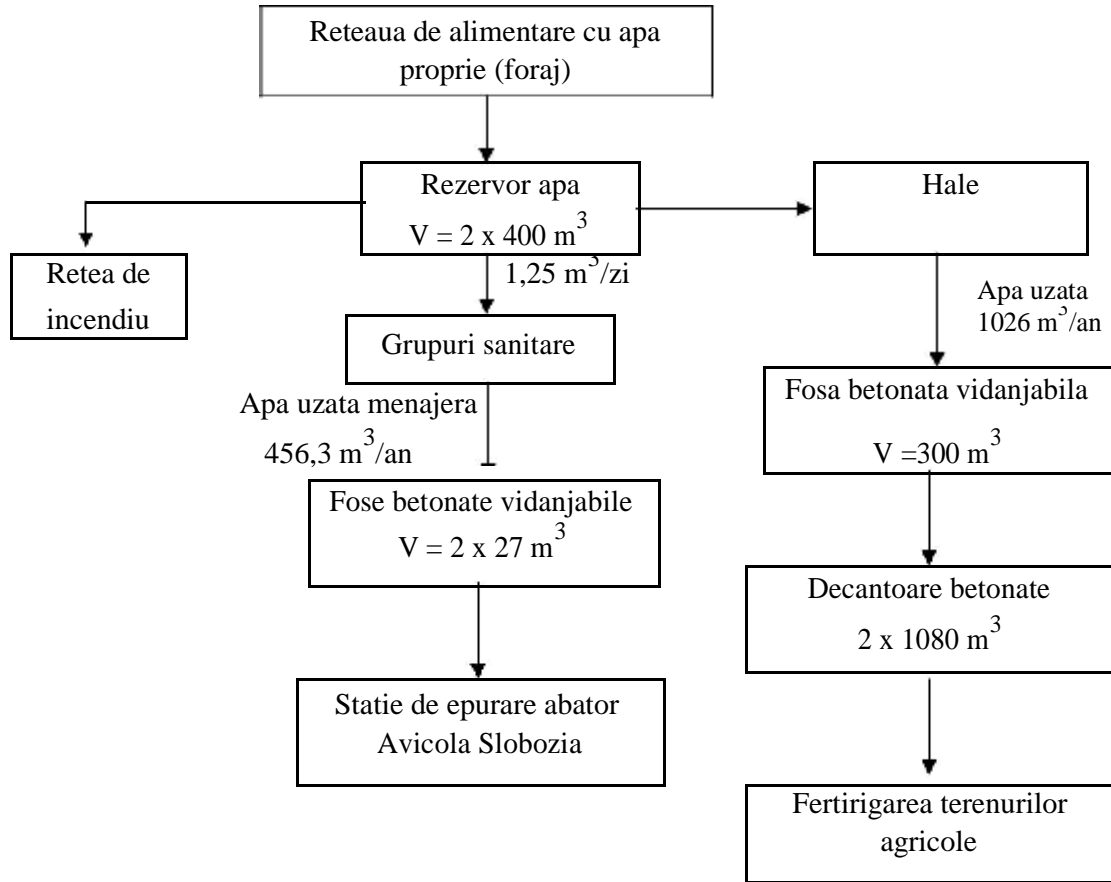 Reteaua de alimentare cu apa
proprie (foraj)
Rezervor apa
V = 2 x 400 m³
Hale
Retea de
incendiu
1,25 m³/zi
Apa uzata
1026 m³/an
Grupuri sanitare
Apa uzata menajera
456,3 m³/an
Fosa betonata vidanjabila
V =300 m³
Fose betonate vidanjabile
V = 2 x 27 m³
Decantoare betonate
2 x 1080 m³
Statie de epurare abator
Avicola Slobozia
Fertirigarea terenurilor
agricole